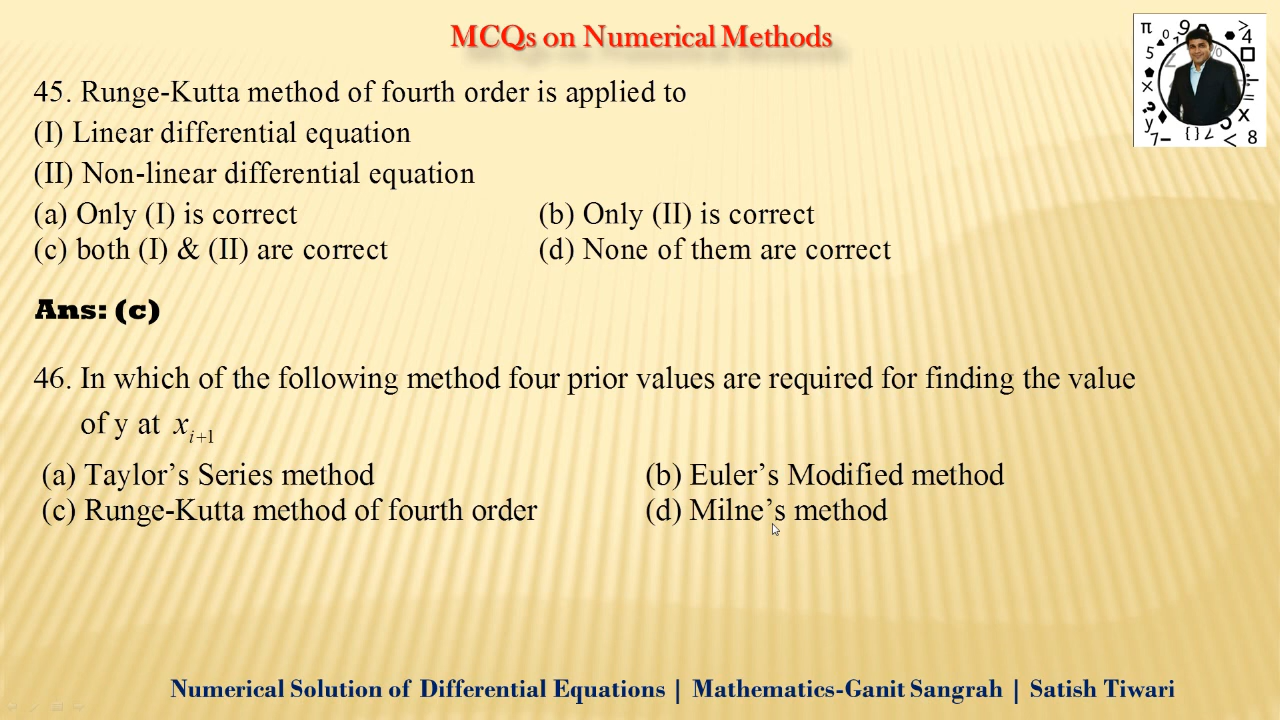 MCQs on Numerical Methods
45. Runge-Kutta method of fourth order is applied to
(I) Linear differential equation
(II) Non-linear differential equation
(a) Only (I) is correct (b) Only (II) is correct
(c) both (I) & (II) are correct (d) None of them are correct
Ans: (c)
46. In which of the following method four prior values are required for finding the value
of y at x_{i+1}
(a) Taylor's Series method (b) Euler's Modified method
(c) Runge-Kutta method of fourth order (d) Milne's method
Numerical Solution of Differential Equations | Mathematics-Ganit Sangrah | Satish Tiwari